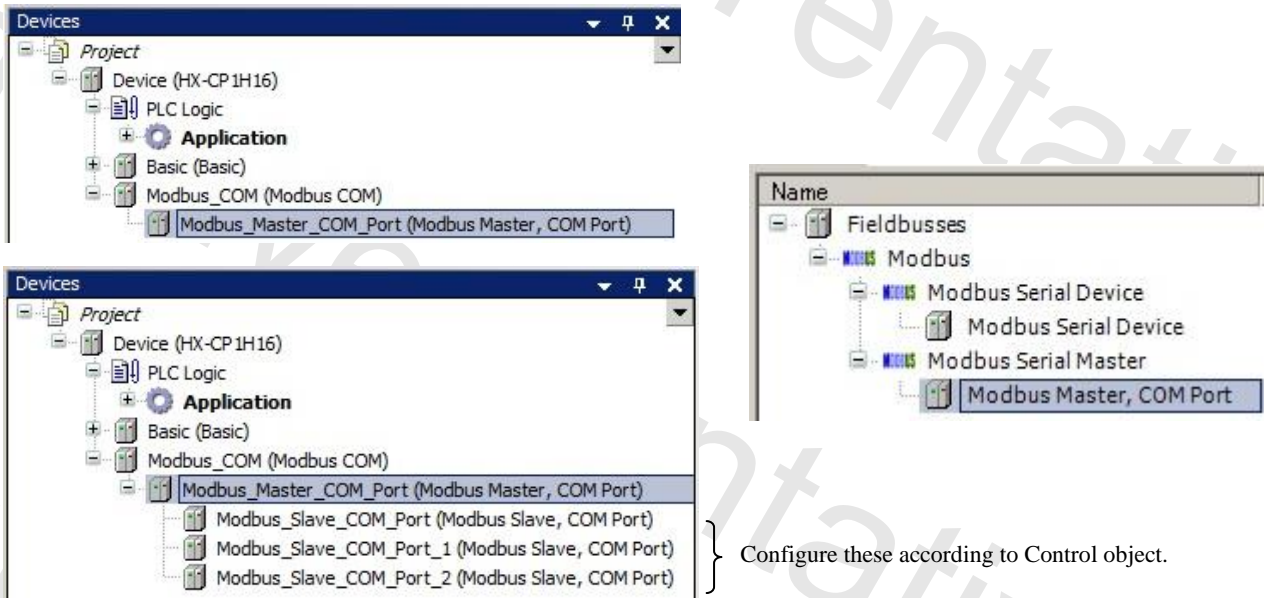 Devices
Project
Device (HX-CP1H16)
PLC Logic
Application
Basic (Basic)
Modbus_COM (Modbus COM)
Modbus_Master_COM_Port (Modbus Master, COM Port)
Name
Fieldbusses
MODBUS Modbus
MODBUS Modbus Serial Device
Modbus Serial Device
MODBUS Modbus Serial Master
Modbus Master, COM Port
Devices
Project
Device (HX-CP1H16)
PLC Logic
Application
Basic (Basic)
Modbus_COM (Modbus COM)
Modbus_Master_COM_Port (Modbus Master, COM Port)
Modbus_Slave_COM_Port (Modbus Slave, COM Port)
Modbus_Slave_COM_Port_1 (Modbus Slave, COM Port)
Modbus_Slave_COM_Port_2 (Modbus Slave, COM Port)
Configure these according to Control object.